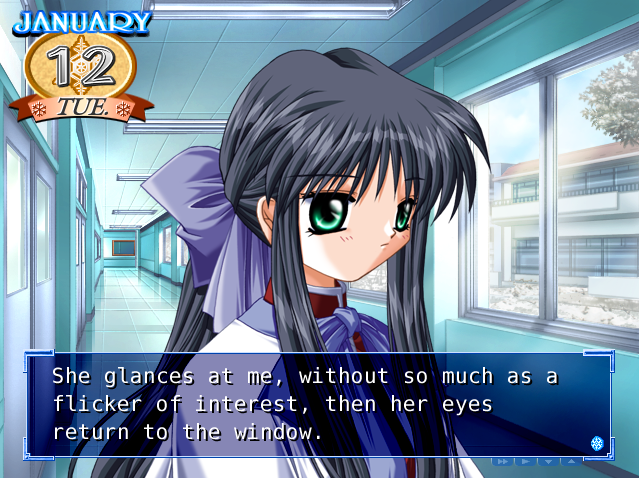 JANUARY
12
TUE.
She glances at me, without so much as a
flicker of interest, then her eyes
return to the window.